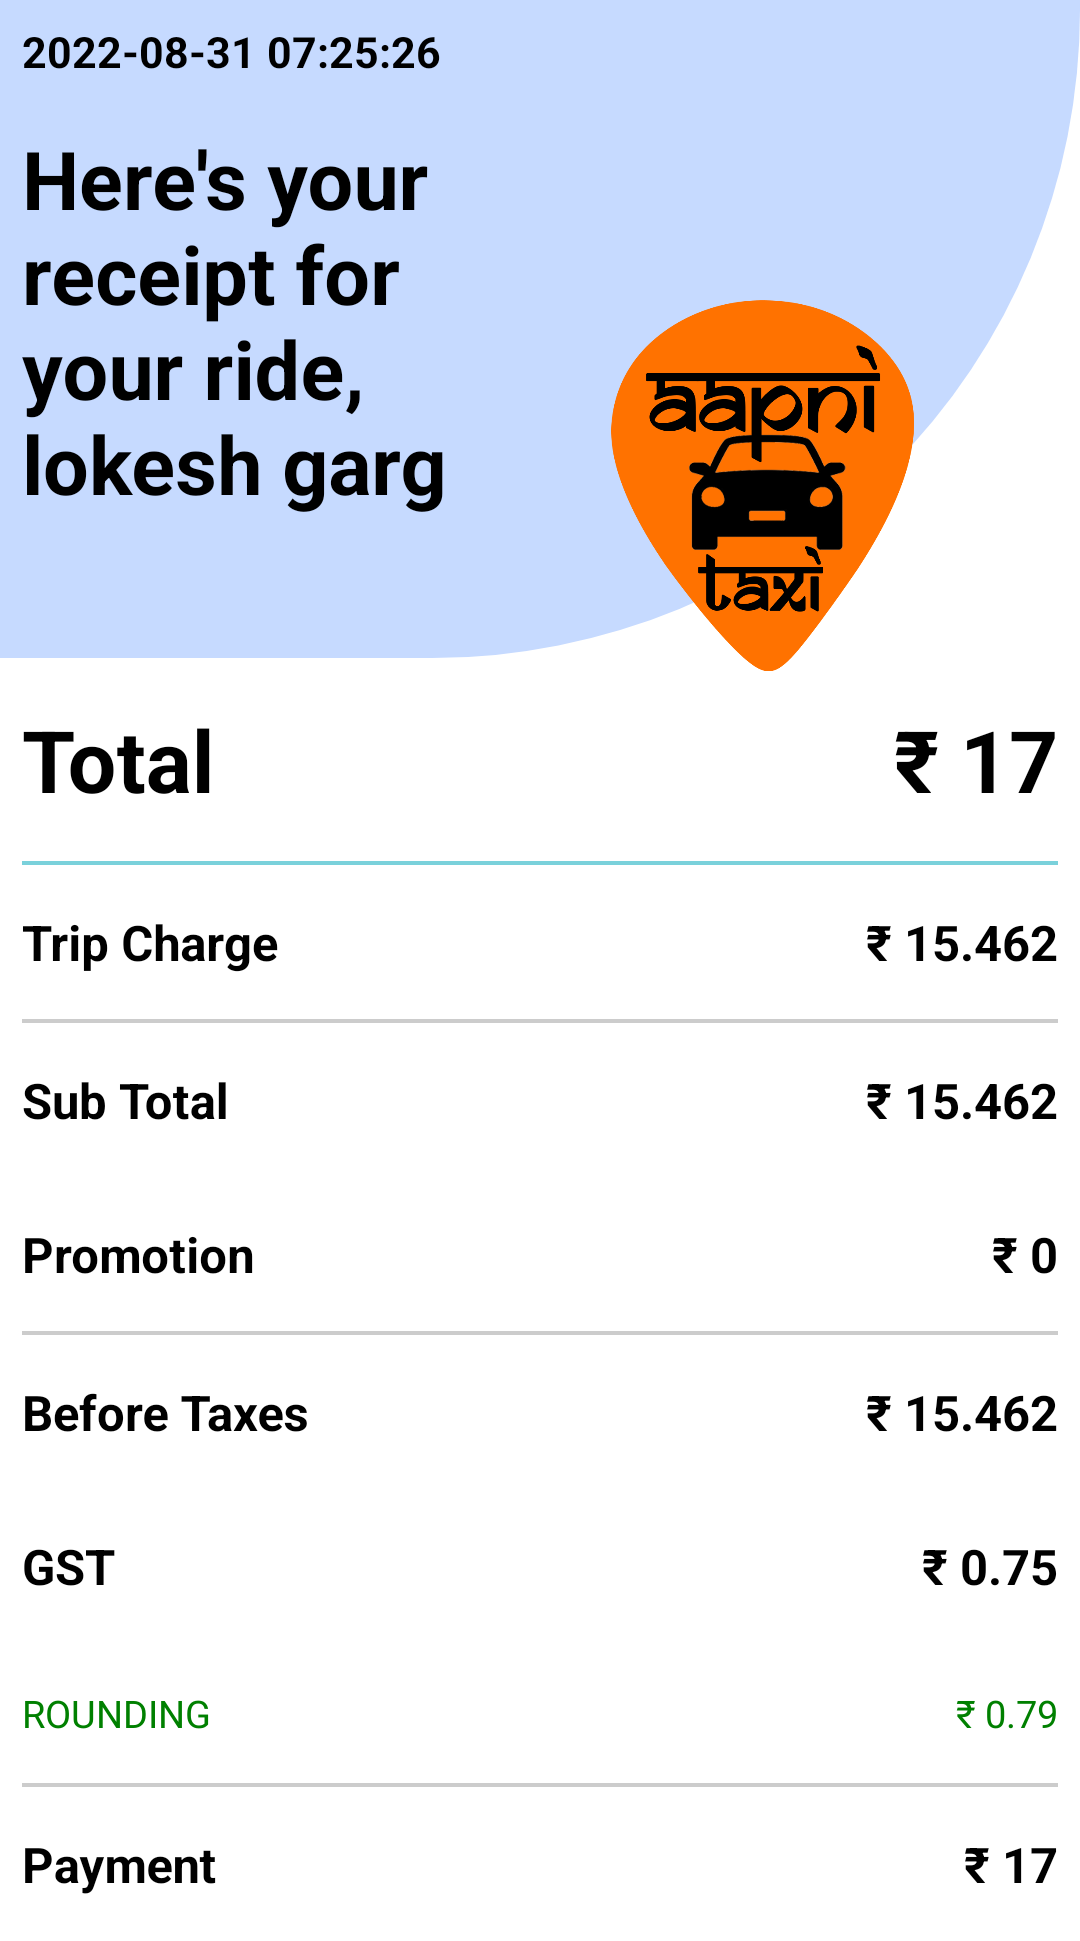 2022-08-31 07:25:26
Here's your
receipt for
your ride,
lokesh garg
aapni
taxi
Total ₹ 17
Trip Charge ₹ 15.462
Sub Total ₹ 15.462
Promotion ₹ 0
Before Taxes ₹ 15.462
GST ₹ 0.75
ROUNDING ₹ 0.79
Payment ₹ 17